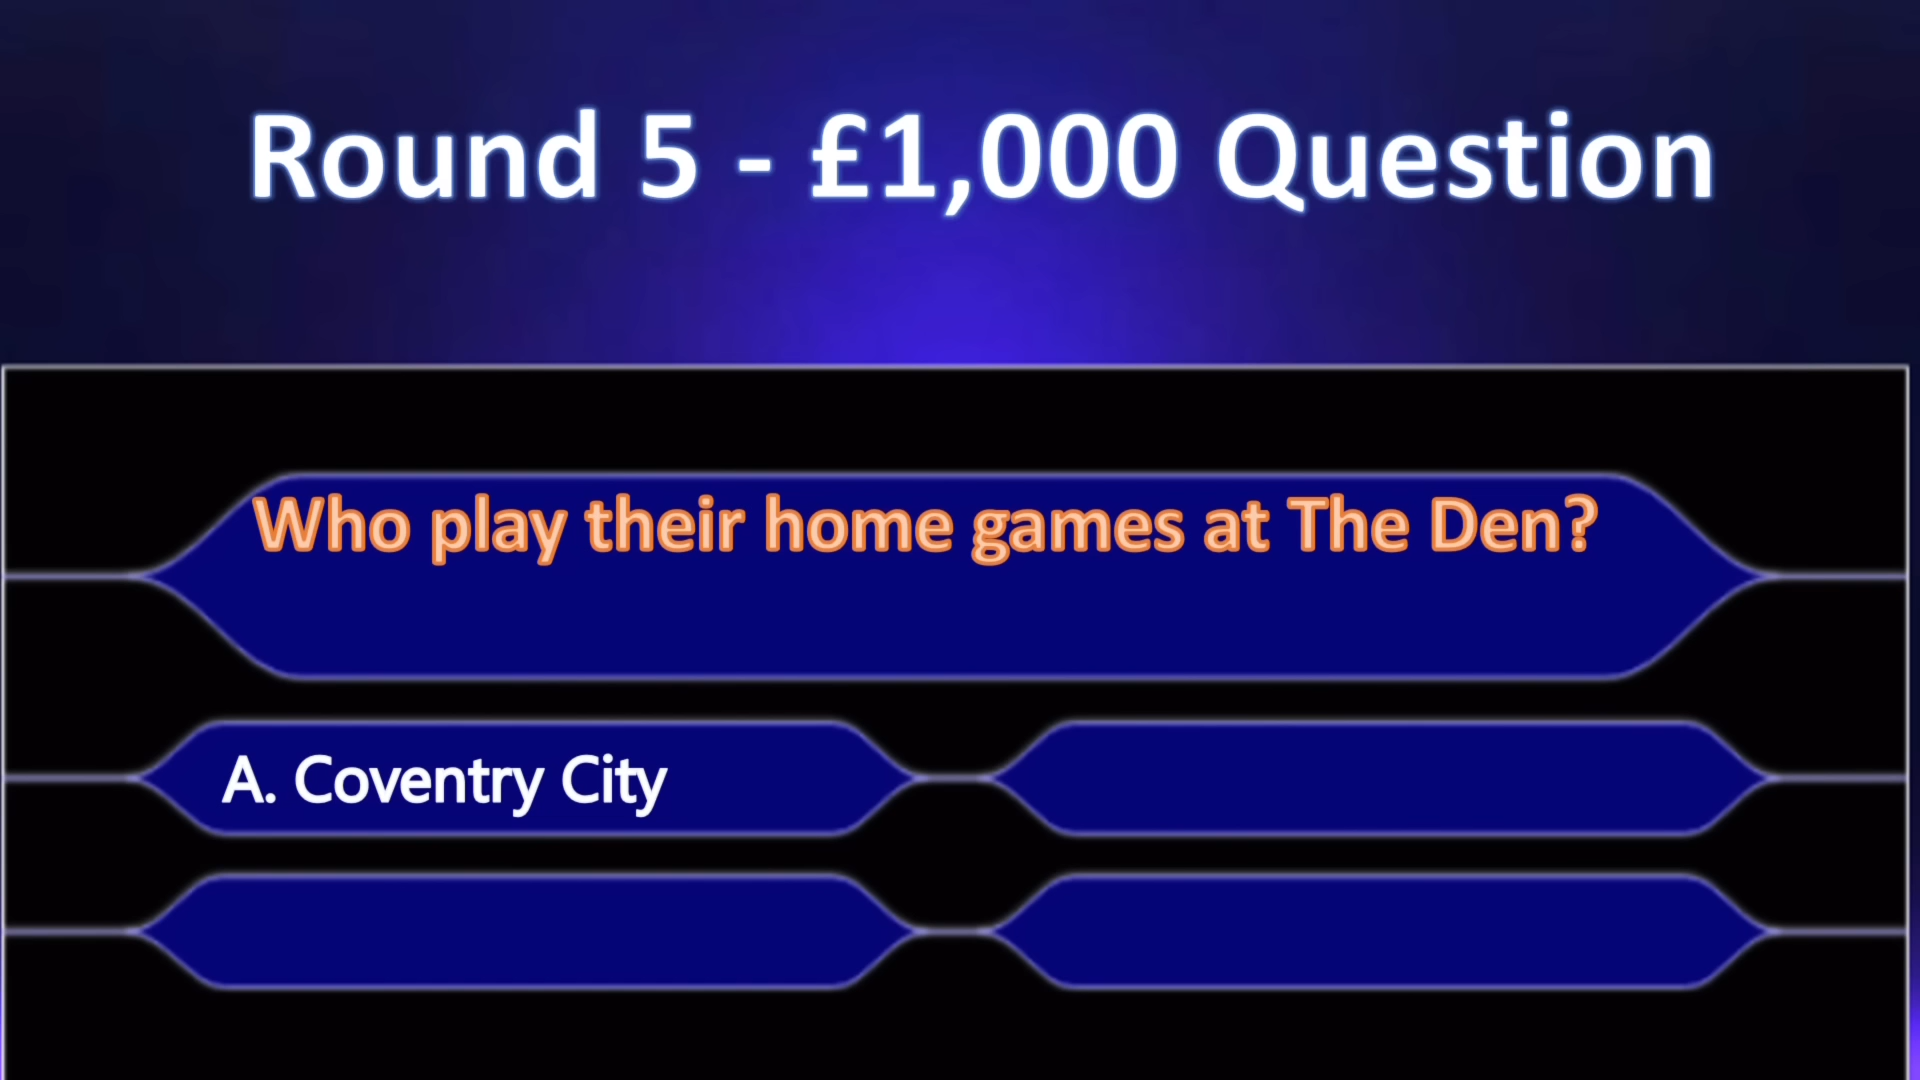 Round 5 - £1,000 Question
Who play their home games at The Den?
A. Coventry City